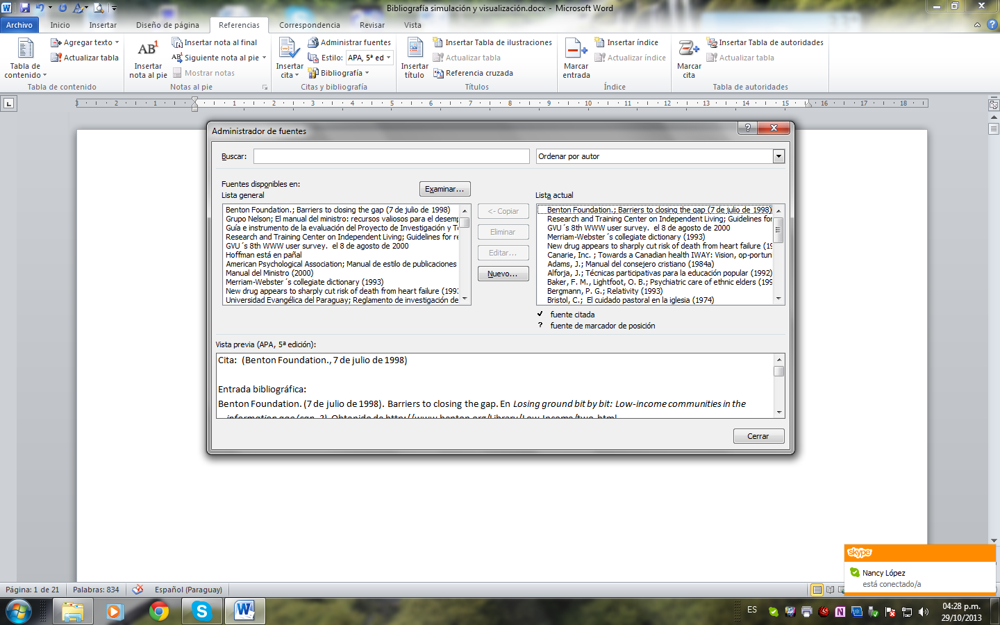 Bibliografía simulación y visualización.docx - Microsoft Word
Archivo Inicio Insertar Diseño de página Referencias Correspondencia Revisar Vista
Tabla de contenido
Agregar texto
Actualizar tabla
Tabla de contenido
AB1
Insertar nota al pie
Insertar nota al final
Siguiente nota al pie
Mostrar notas
Notas al pie
Insertar cita
Administrar fuentes
Estilo: APA, 5ª ed
Bibliografía
Citas y bibliografía
Insertar título
Insertar Tabla de ilustraciones
Actualizar tabla
Referencia cruzada
Títulos
Marcar entrada
Insertar índice
Actualizar índice
Índice
Marcar cita
Insertar Tabla de autoridades
Actualizar tabla
Tabla de autoridades
3 2 1 1 2 3 4 5 6 7 8 9 10 11 12 13 14 15 16 17 18
Administrador de fuentes
Buscar:
Ordenar por autor
Fuentes disponibles en:
Lista general
Examinar...
Benton Foundation.; Barriers to closing the gap (7 de julio de 1998)
Grupo Nelson; El manual del ministro: recursos valiosos para el desem
Guía e instrumento de la evaluación del Proyecto de Investigación y T
Research and Training Center on Independent Living; Guidelines for re
GVU ´s 8th WWW user survey. el 8 de agosto de 2000
Hoffman está en pañal
American Psychological Association; Manual de estilo de publicaciones
Manual del Ministro (2000)
Merriam-Webster´s collegiate dictionary (1993)
New drug appears to sharply cut risk of death from heart failure (199
Universidad Evangélica del Paraguay; Reglamento de investigación de
<- Copiar
Eliminar
Editar...
Nuevo...
Lista actual
Benton Foundation.; Barriers to closing the gap (7 de julio de 1998)
Research and Training Center on Independent Living; Guidelines for
GVU ´s 8th WWW user survey. el 8 de agosto de 2000
Merriam-Webster´s collegiate dictionary (1993)
New drug appears to sharply cut risk of death from heart failure (19
Canarie, Inc. ; Towards a Canadian health IWAY: Vision, op-portun
Adams, J.; Manual del consejero cristiano (1984a)
Alforja, J.; Técnicas participativas para la educación popular (1992)
Baker, F. M., Lightfoot, O. B.; Psychiatric care of ethnic elders (199
Bergmann, P. G.; Relativity (1993)
Bristol, C.; El cuidado pastoral en la iglesia (1974)
fuente citada
? fuente de marcador de posición
Vista previa (APA, 5ª edición):
Cita: (Benton Foundation., 7 de julio de 1998)
Entrada bibliográfica:
Benton Foundation. (7 de julio de 1998). Barriers to closing the gap. En Losing ground bit by bit: Low-income communities in the
information age (cap. 2). Obtenido de http://www.benton.org/Library/Low-Income/two.html
Cerrar
skype
Nancy López
está conectado/a
Página: 1 de 21 Palabras: 834 Español (Paraguay)
ES
04:28 p.m.
29/10/2013